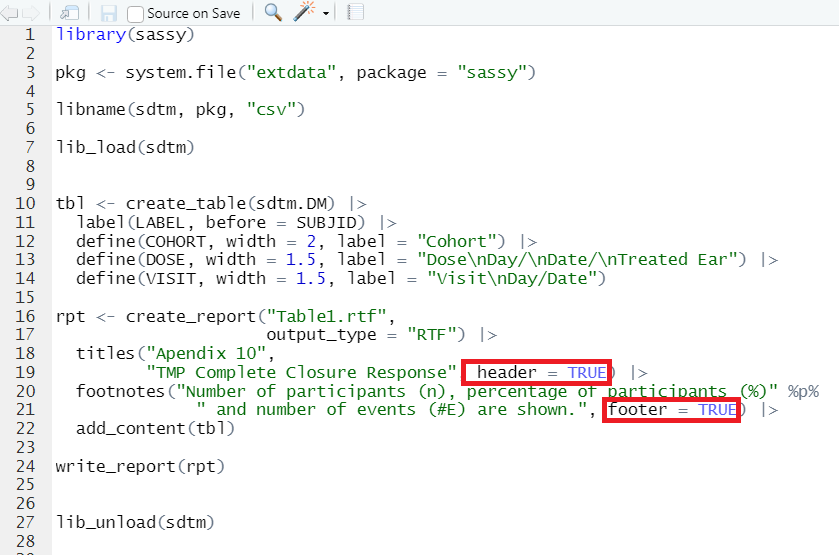 Source on Save
1 library(sassy)
2
3 pkg <- system.file("extdata", package = "sassy")
4
5 libname(sdtm, pkg, "csv")
6
7 lib_load(sdtm)
8
9
10 tbl <- create_table(sdtm.DM) |>
11   label(LABEL, before = SUBJID) |>
12   define(COHORT, width = 2, label = "Cohort") |>
13   define(DOSE, width = 1.5, label = "Dose\nDay/\nDate/\nTreated Ear") |>
14   define(VISIT, width = 1.5, label = "Visit\nDay/Date")
15
16 rpt <- create_report("Table1.rtf",
17                      output_type = "RTF") |>
18   titles("Apendix 10",
19          "TMP Complete Closure Response" header = TRUE) |>
20   footnotes("Number of participants (n), percentage of participants (%)" %p%
21             " and number of events (#E) are shown.", footer = TRUE) |>
22   add_content(tbl)
23
24 write_report(rpt)
25
26
27 lib_unload(sdtm)
28